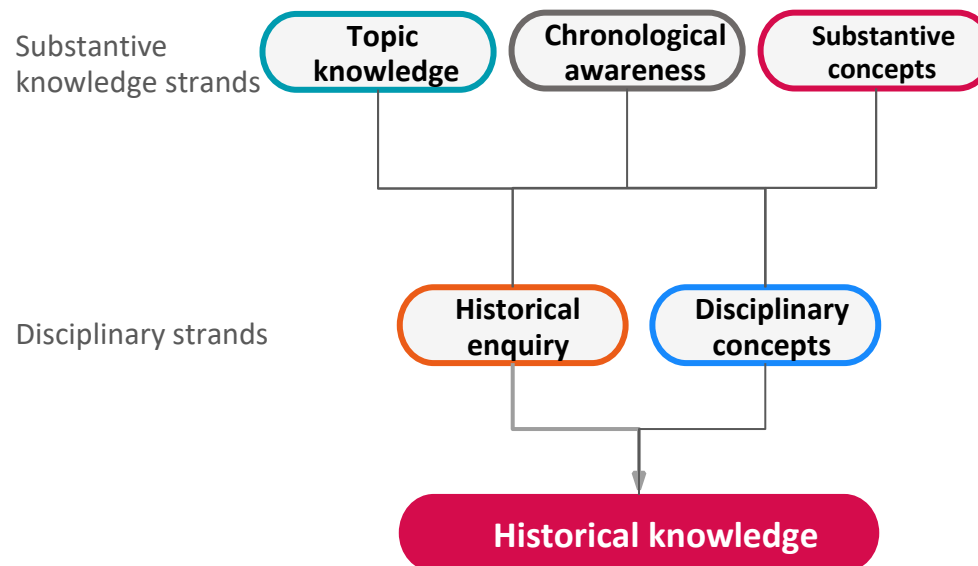 Substantive
knowledge strands
Topic
knowledge
Chronological
awareness
Substantive
concepts
Disciplinary strands
Historical
enquiry
Disciplinary
concepts
Historical knowledge